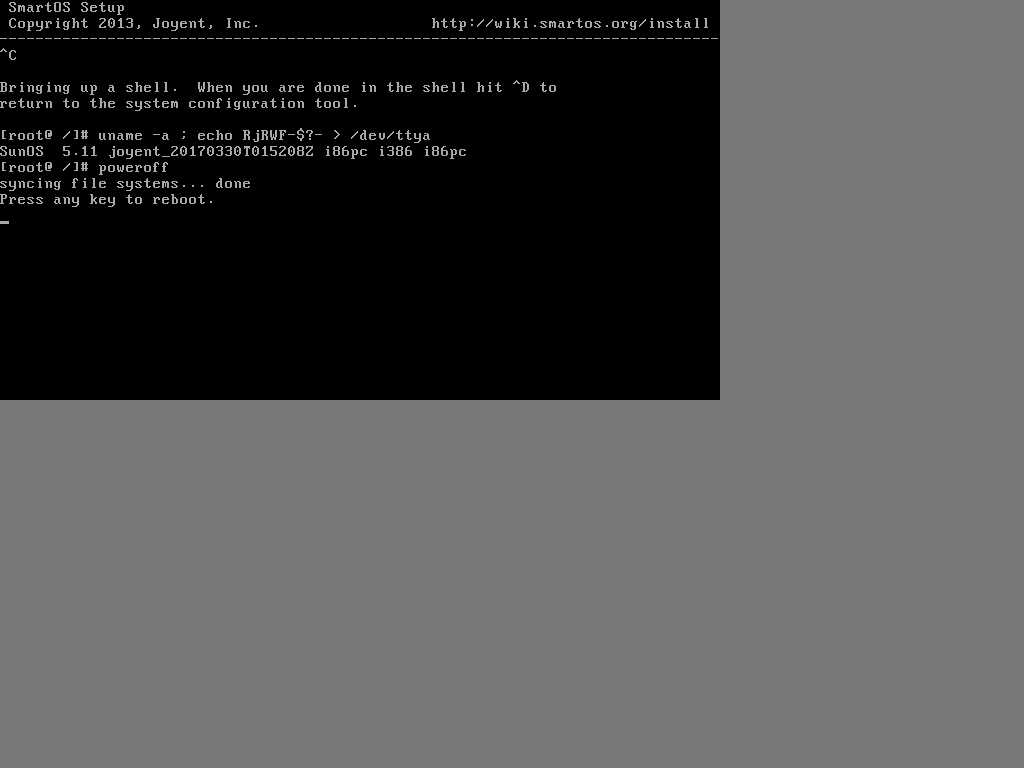 SmartOS Setup
Copyright 2013, Joyent, Inc. http://wiki.smartos.org/install
--------------------------------------------------------------------------------
^C
Bringing up a shell.  When you are done in the shell hit ^D to
return to the system configuration tool.
[root@ /]# uname -a ; echo RjRWF-$?- > /dev/ttya
SunOS  5.11 joyent_20170330T015208Z i86pc i386 i86pc
[root@ /]# poweroff
syncing file systems... done
Press any key to reboot.